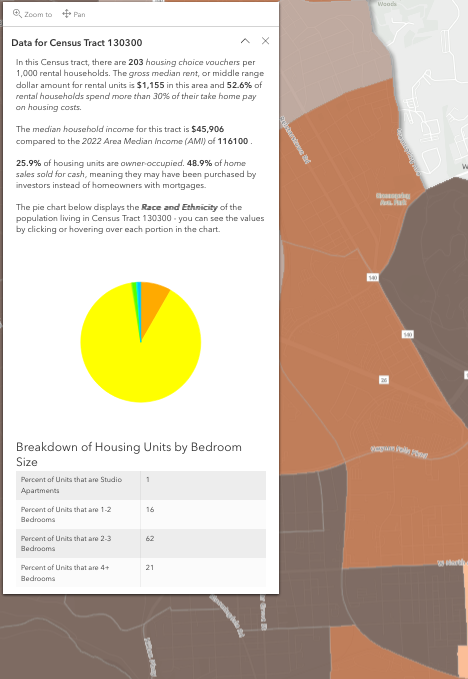 Zoom to Pan
Data for Census Tract 130300
In this Census tract, there are 203 housing choice vouchers per
1,000 rental households. The gross median rent, or middle range
dollar amount for rental units is $1,155 in this area and 52.6% of
rental households spend more than 30% of their take home pay
on housing costs.
The median household income for this tract is $45,906
compared to the 2022 Area Median Income (AMI) of 116100 .
25.9% of housing units are owner-occupied. 48.9% of home
sales sold for cash, meaning they may have been purchased by
investors instead of homeowners with mortgages.
The pie chart below displays the Race and Ethnicity of the
population living in Census Tract 130300 - you can see the values
by clicking or hovering over each portion in the chart.
Breakdown of Housing Units by Bedroom
Size
Percent of Units that are Studio
Apartments
1
Percent of Units that are 1-2
Bedrooms
16
Percent of Units that are 2-3
Bedrooms
62
Percent of Units that are 4+
Bedrooms
21
Woods
140
140
26
Gwynns Falls Pkwy
W North